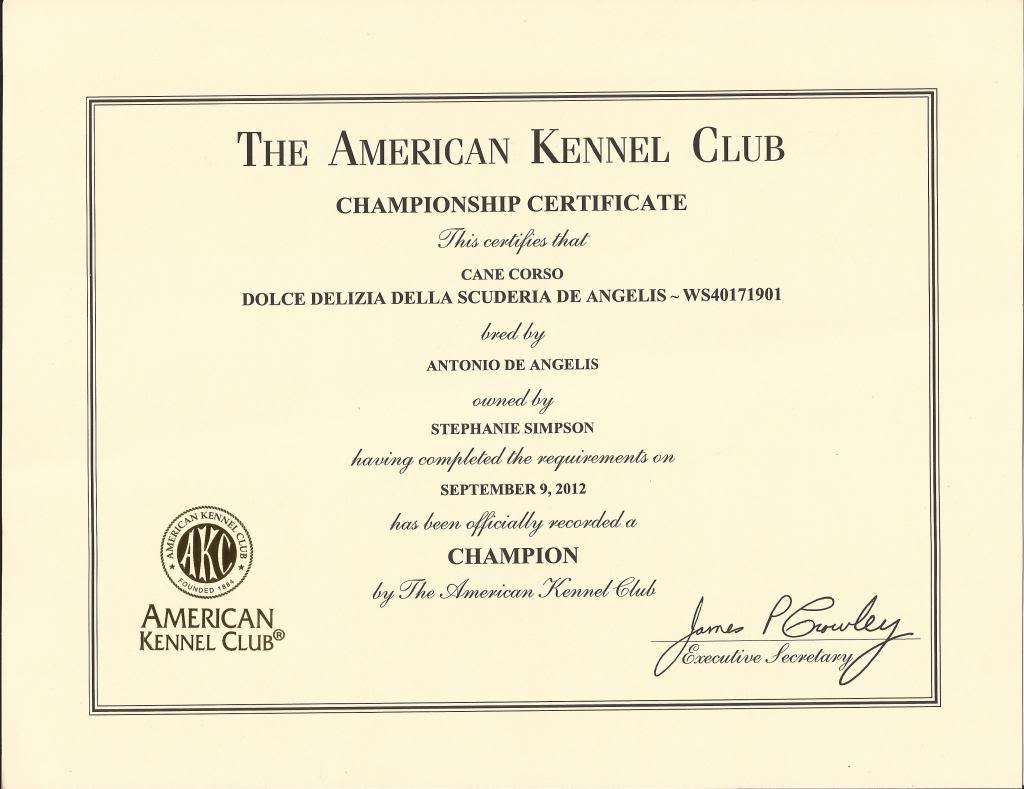 THE AMERICAN KENNEL CLUB
CHAMPIONSHIP CERTIFICATE
This certifies that
CANE CORSO
DOLCE DELIZIA DELLA SCUDERIA DE ANGELIS ~ WS40171901
bred by
ANTONIO DE ANGELIS
owned by
STEPHANIE SIMPSON
having completed the requirements on
SEPTEMBER 9, 2012
has been officially recorded a
CHAMPION
by The American Kennel Club
AMERICAN KENNEL CLUB
AKC
FOUNDED 1884
AMERICAN
KENNEL CLUB®
James P Crowley
Executive Secretary